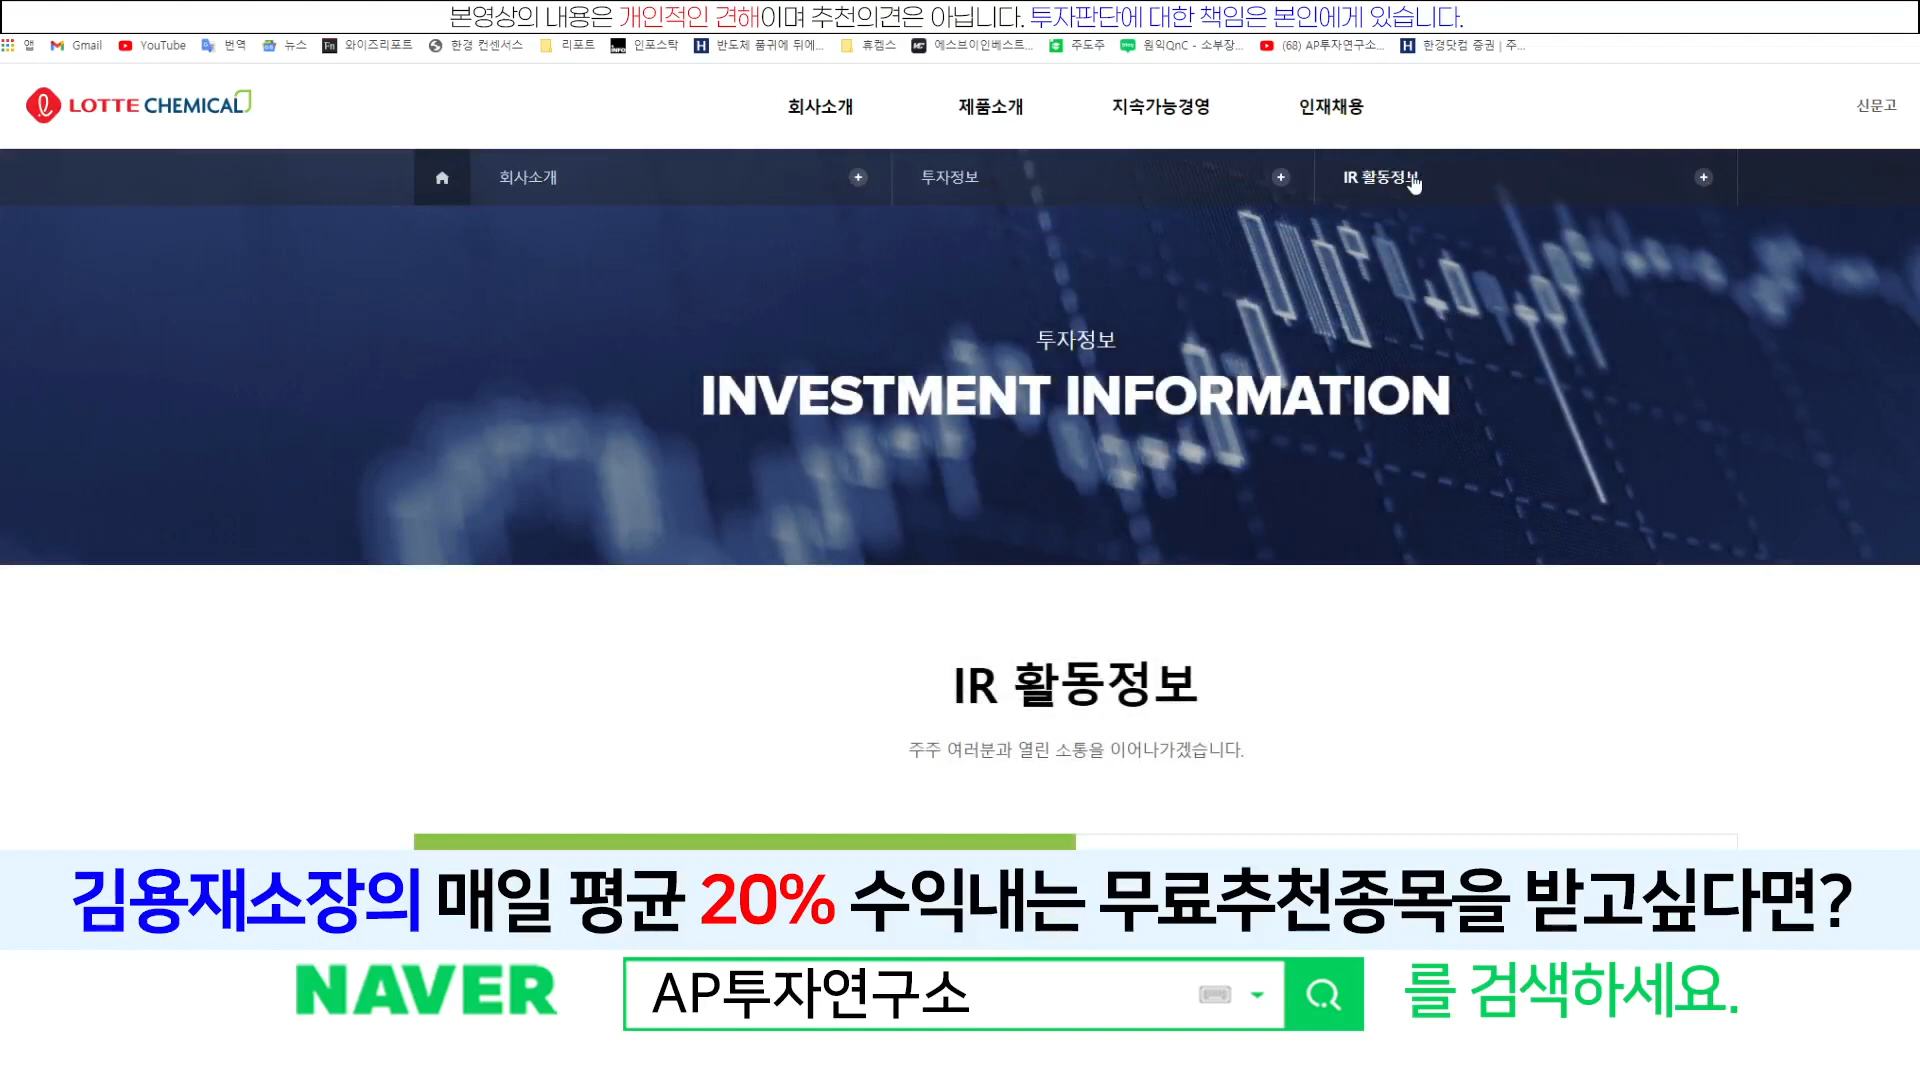 본영상의 내용은 개인적인 견해이며 추천의견은 아닙니다. 투자판단에 대한 책임은 본인에게 있습니다.
앱 Gmail YouTube 번역 뉴스 와이즈리포트 한경 컨센서스 리포트 인포스탁 반도체 품귀에 뒤에... 휴켐스 에스브이인베스트... 주도주 원익QnC - 소부장... (68) AP투자연구소... 한경닷컴 증권 | 주...
LOTTE CHEMICAL 회사소개 제품소개 지속가능경영 인재채용 신문고
회사소개 투자정보 IR 활동정보
투자정보
INVESTMENT INFORMATION
IR 활동정보
주주 여러분과 열린 소통을 이어나가겠습니다.
김용재소장의 매일 평균 20% 수익내는 무료추천종목을 받고싶다면?
NAVER AP투자연구소 를 검색하세요.